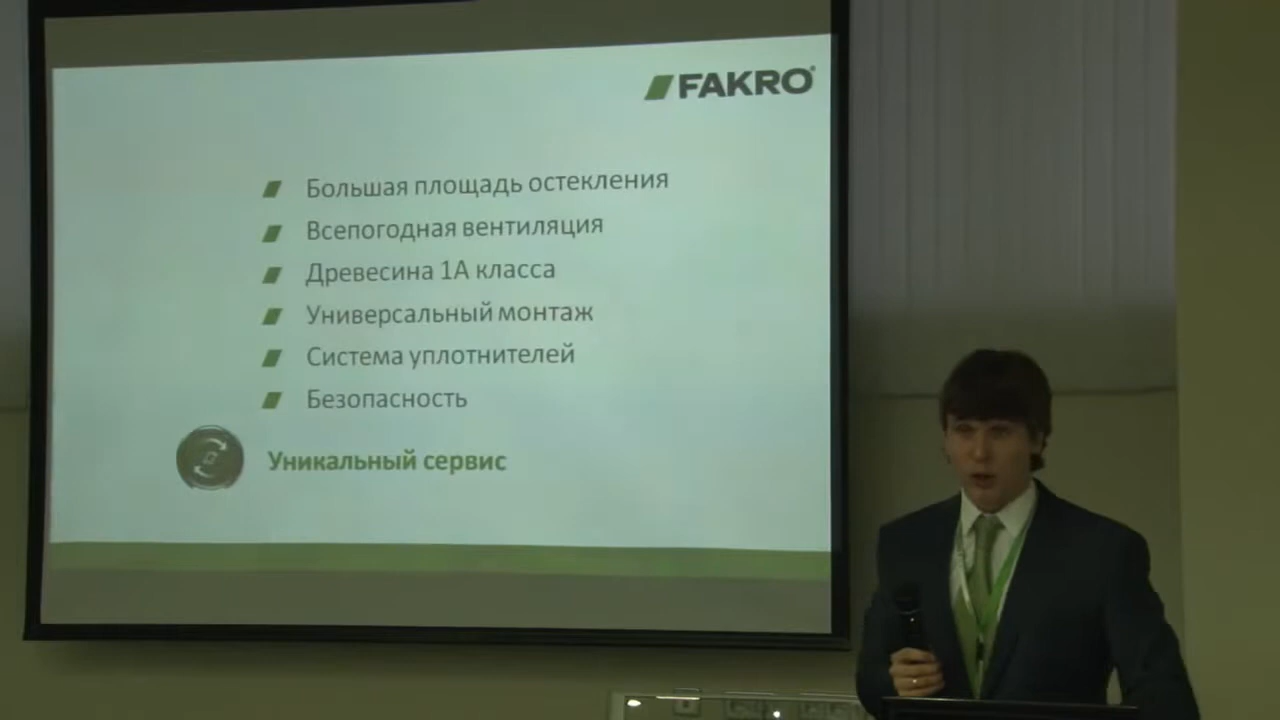 FAKRO®
Большая площадь остекления
Всепогодная вентиляция
Древесина 1А класса
Универсальный монтаж
Система уплотнителей
Безопасность
Уникальный сервис